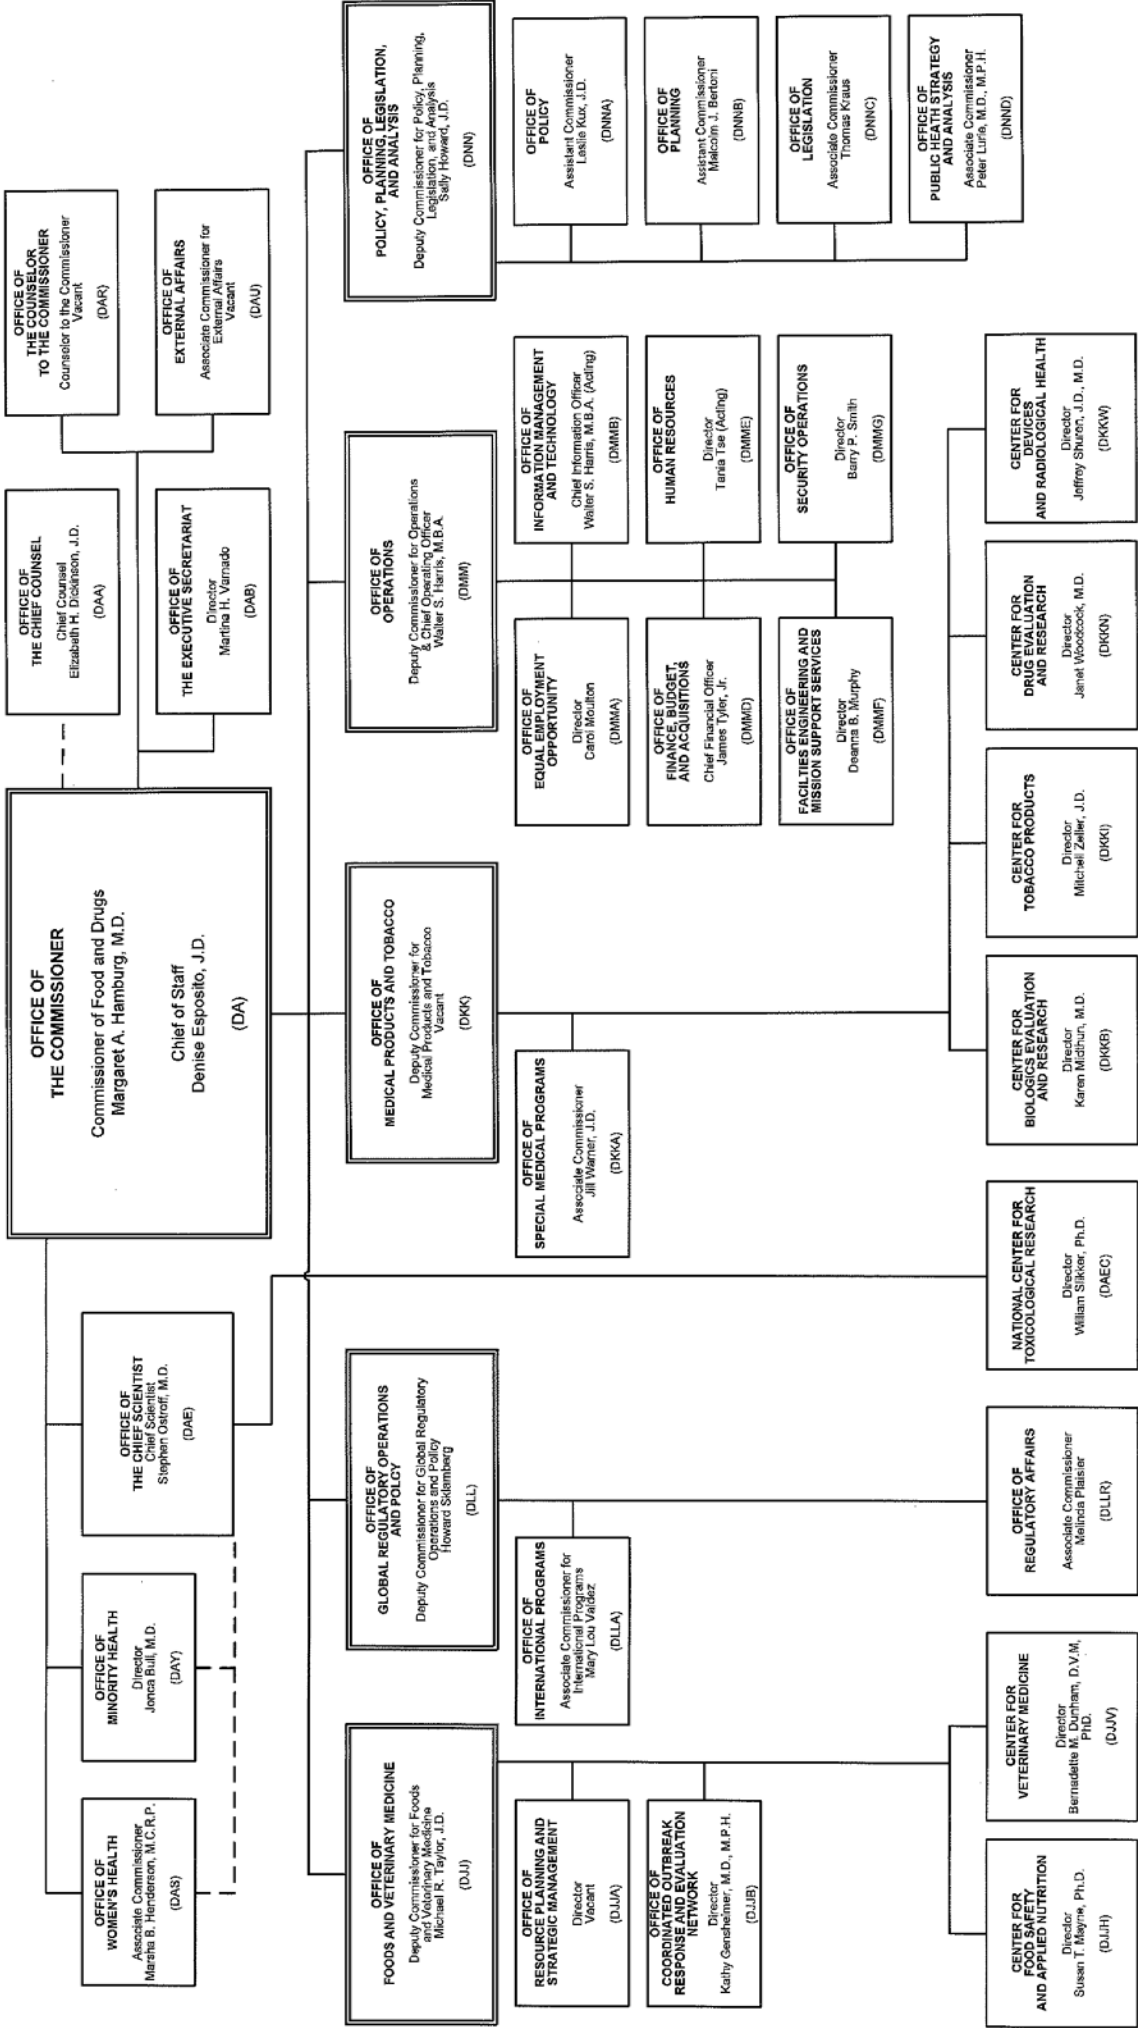 OFFICE OF
THE COMMISSIONER
Commissioner of Food and Drugs
Margaret A. Hamburg, M.D.
Chief of Staff
Denise Esposito, J.D.
(DA)
OFFICE OF
THE CHIEF COUNSEL
Chief Counsel
Elizabeth H. Dickinson, J.D.
(DAA)
OFFICE OF
THE COUNSELOR
TO THE COMMISSIONER
Counselor to the Commissioner
Vacant
(DAR)
OFFICE OF
THE EXECUTIVE SECRETARIAT
Director
Martina H. Varnado
(DAB)
OFFICE OF
EXTERNAL AFFAIRS
Associate Commissioner for
External Affairs
Vacant
(DAU)
OFFICE OF
WOMEN'S HEALTH
Associate Commissioner
Marsha B. Henderson, M.C.R.P.
(DAS)
OFFICE OF
MINORITY HEALTH
Director
Jonca Bull, M.D.
(DAY)
OFFICE OF
THE CHIEF SCIENTIST
Chief Scientist
Stephen Ostroff, M.D.
(DAE)
OFFICE OF
FOODS AND VETERINARY MEDICINE
Deputy Commissioner for Foods
and Veterinary Medicine
Michael R. Taylor, J.D.
(DJJ)
OFFICE OF
GLOBAL REGULATORY OPERATIONS
AND POLCY
Deputy Commissioner for Global Regulatory
Operations and Policy
Howard Sklamberg
(DLL)
OFFICE OF
MEDICAL PRODUCTS AND TOBACCO
Deputy Commissioner for
Medical Products and Tobacco
Vacant
(DKK)
OFFICE OF
OPERATIONS
Deputy Commissioner for Operations
& Chief Operating Officer
Walter S. Harris, M.B.A.
(DMM)
OFFICE OF
POLICY, PLANNING, LEGISLATION,
AND ANALYSIS
Deputy Commissioner for Policy, Planning,
Legislation, and Analysis
Sally Howard, J.D.
(DNN)
OFFICE OF
RESOURCE PLANNING AND
STRATEGIC MANAGEMENT
Director
Vacant
(DJJA)
OFFICE OF
INTERNATIONAL PROGRAMS
Associate Commissioner for
International Programs
Mary Lou Valdez
(DLLA)
OFFICE OF
SPECIAL MEDICAL PROGRAMS
Associate Commissioner
Jill Warner, J.D.
(DKKA)
OFFICE OF
EQUAL EMPLOYMENT
OPPORTUNITY
Director
Carol Moulton
(DMMA)
OFFICE OF
INFORMATION MANAGEMENT
AND TECHNOLOGY
Chief Information Officer
Walter S. Harris, M.B.A. (Acting)
(DMMB)
OFFICE OF
POLICY
Assistant Commissioner
Leslie Kux, J.D.
(DNNA)
OFFICE OF
COORDINATED OUTBREAK
RESPONSE AND EVALUATION
NETWORK
Director
Kathy Gensheimer, M.D., M.P.H.
(DJJB)
OFFICE OF
FINANCE, BUDGET,
AND ACQUISITIONS
Chief Financial Officer
James Tyler, Jr.
(DMMD)
OFFICE OF
HUMAN RESOURCES
Director
Tania Tse (Acting)
(DMME)
OFFICE OF
PLANNING
Assistant Commissioner
Malcolm J. Bertoni
(DNNB)
OFFICE OF
FACILTIES ENGINEERING AND
MISSION SUPPORT SERVICES
Director
Deanna B. Murphy
(DMMF)
OFFICE OF
SECURITY OPERATIONS
Director
Barry P. Smith
(DMMG)
OFFICE OF
LEGISLATION
Associate Commissioner
Thomas Kraus
(DNNC)
OFFICE OF
PUBLIC HEATH STRATEGY
AND ANALYSIS
Associate Commissioner
Peter Lurie, M.D., M.P.H.
(DNND)
CENTER FOR
FOOD SAFETY
AND APPLIED NUTRITION
Director
Susan T. Mayne, Ph.D.
(DJJH)
CENTER FOR
VETERINARY MEDICINE
Director
Bernadette M. Dunham, D.V.M,
PhD.
(DJJV)
OFFICE OF
REGULATORY AFFAIRS
Associate Commissioner
Melinda Plaisier
(DLLR)
NATIONAL CENTER FOR
TOXICOLOGICAL RESEARCH
Director
William Slikker, Ph.D.
(DAEC)
CENTER FOR
BIOLOGICS EVALUATION
AND RESEARCH
Director
Karen Midthun, M.D.
(DKKB)
CENTER FOR
TOBACCO PRODUCTS
Director
Mitchell Zeller, J.D.
(DKKI)
CENTER FOR
DRUG EVALUATION
AND RESEARCH
Director
Janet Woodcock, M.D.
(DKKN)
CENTER FOR
DEVICES
AND RADIOLOGICAL HEALTH
Director
Jeffrey Shuren, J.D., M.D.
(DKKW)